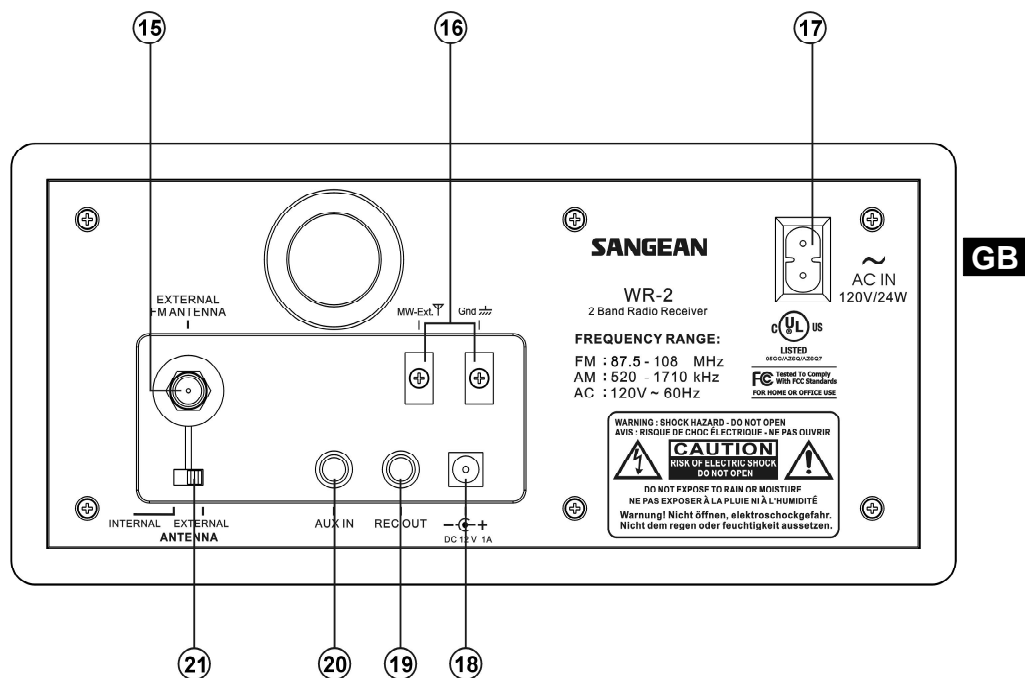 15
16
17
GB
SANGEAN
WR-2
2 Band Radio Receiver
FREQUENCY RANGE:
FM : 87.5 - 108 MHz
AM : 520 - 1710 kHz
AC : 120V ~ 60Hz
~
AC IN
120V/24W
C UL US
LISTED
FC Tested To Comply
With FCC Standards
FOR HOME OR OFFICE USE
EXTERNAL
FM ANTENNA
MW-Ext.
Gnd
INTERNAL
EXTERNAL
ANTENNA
AUX IN
REC OUT
DC 12V 1A
WARNING : SHOCK HAZARD - DO NOT OPEN
AVIS : RISQUE DE CHOC ÉLECTRIQUE - NE PAS OUVRIR
CAUTION
RISK OF ELECTRIC SHOCK
DO NOT OPEN
DO NOT EXPOSE TO RAIN OR MOISTURE
NE PAS EXPOSER À LA PLUIE NI À L'HUMIDITÉ
Warnung! Nicht öffnen, elektroschockgefahr.
Nicht dem regen oder feuchtigkeit aussetzen.
21
20
19
18